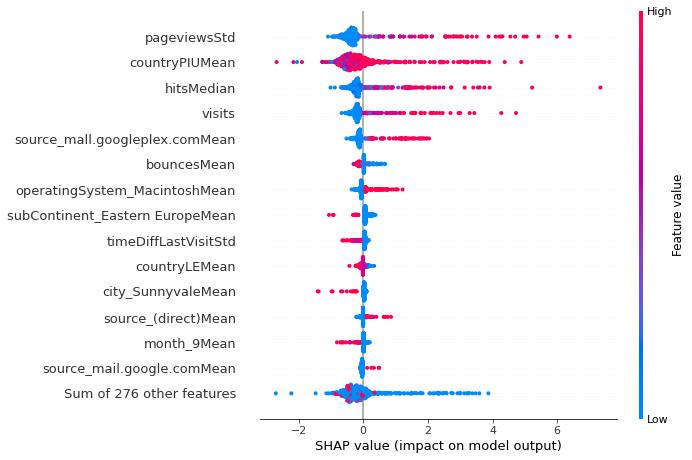 High
pageviewsStd
countryPIUMean
hitsMedian
visits
source_mall.googleplex.comMean
bouncesMean
operatingSystem_MacintoshMean
subContinent_Eastern EuropeMean
timeDiffLastVisitStd
countryLEMean
city_SunnyvaleMean
source_(direct)Mean
month_9Mean
source_mail.google.comMean
Sum of 276 other features
Feature value
Low
−2 0 2 4 6
SHAP value (impact on model output)